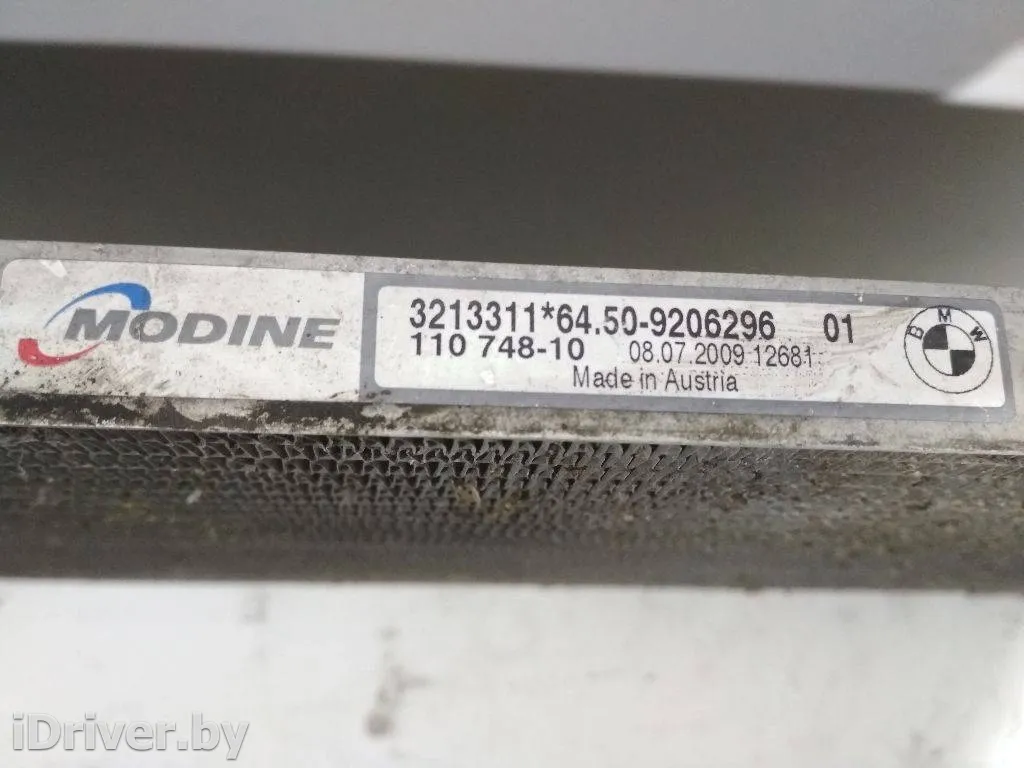 MODINE
3213311*64.50-9206296 01
110 748-10 08.07.2009 12681
Made in Austria
BMW
iDriver.by